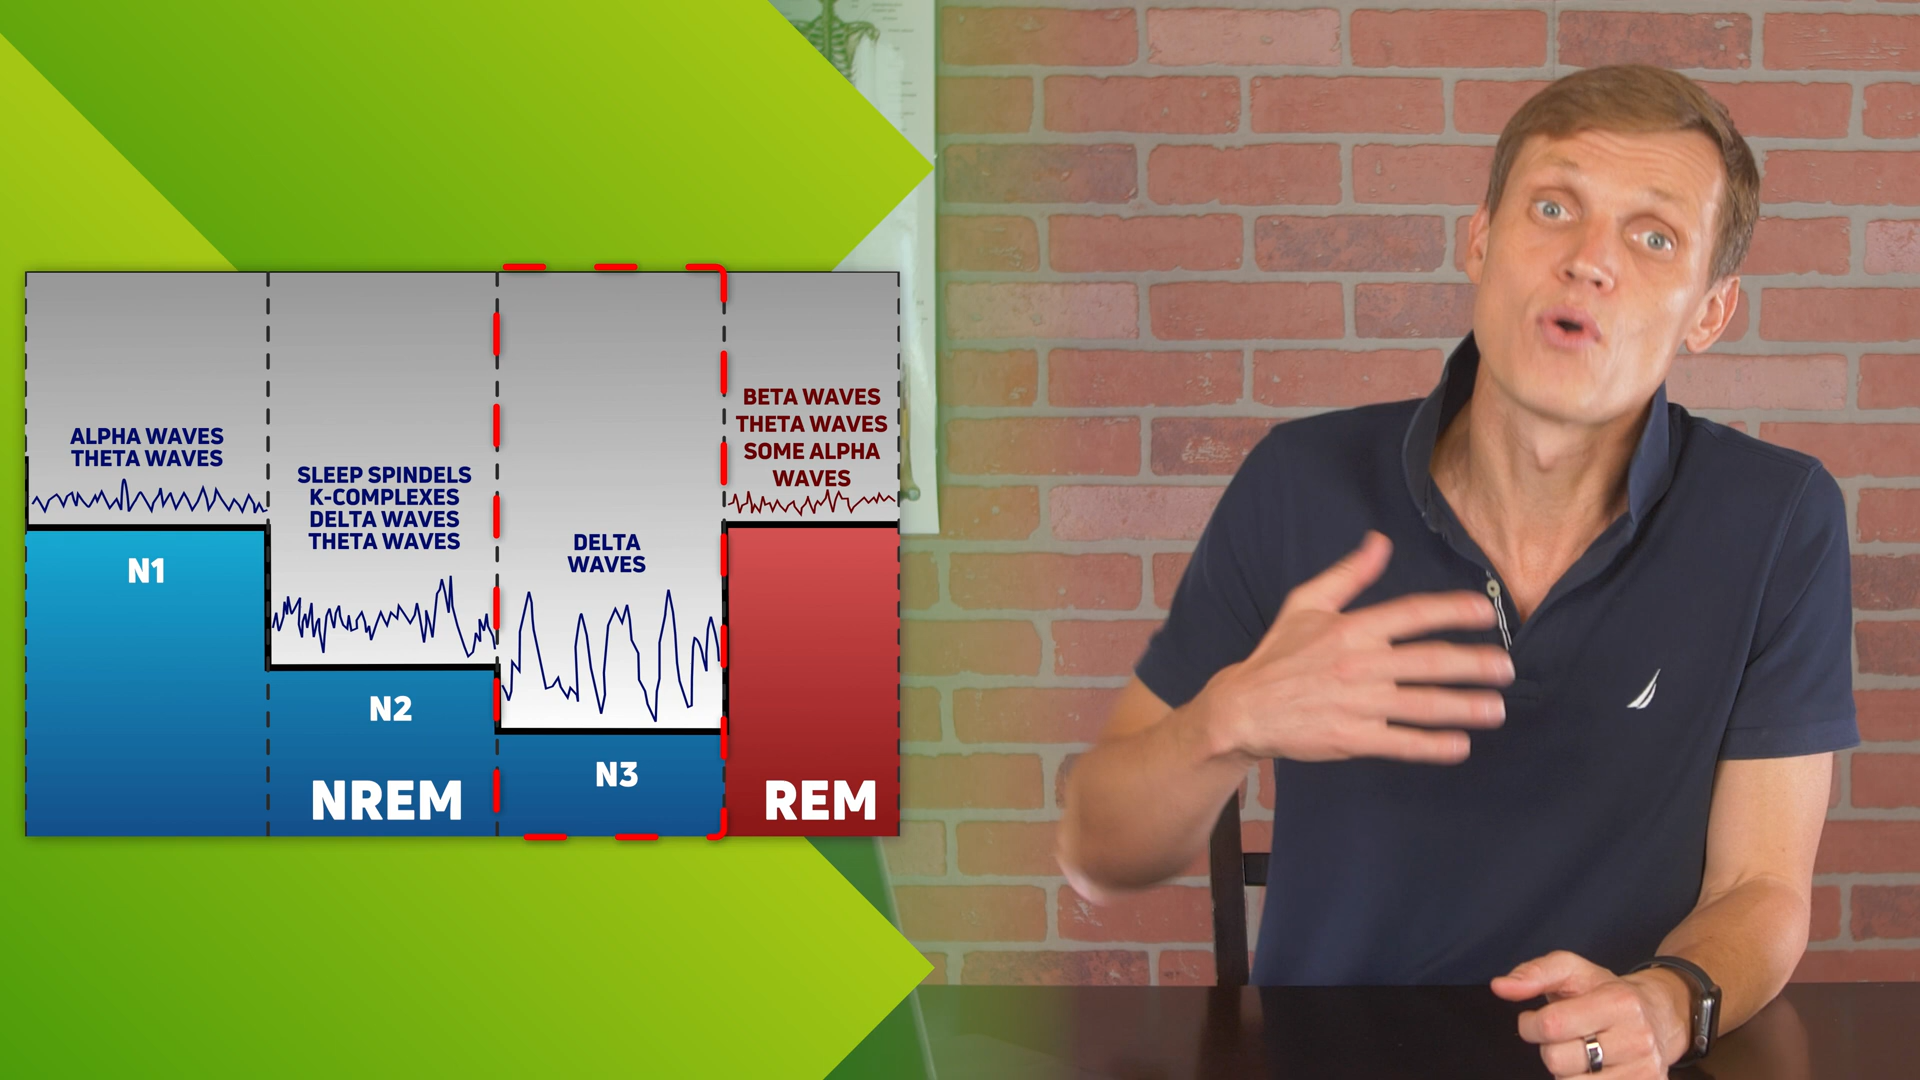 ALPHA WAVES
THETA WAVES
N1
SLEEP SPINDELS
K-COMPLEXES
DELTA WAVES
THETA WAVES
N2
NREM
DELTA
WAVES
N3
BETA WAVES
THETA WAVES
SOME ALPHA
WAVES
REM